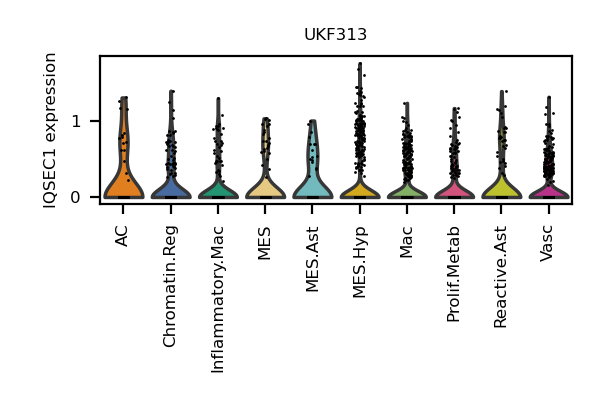 UKF313
IQSEC1 expression
1
0
AC
Chromatin.Reg
Inflammatory.Mac
MES
MES.Ast
MES.Hyp
Mac
Prolif.Metab
Reactive.Ast
Vasc